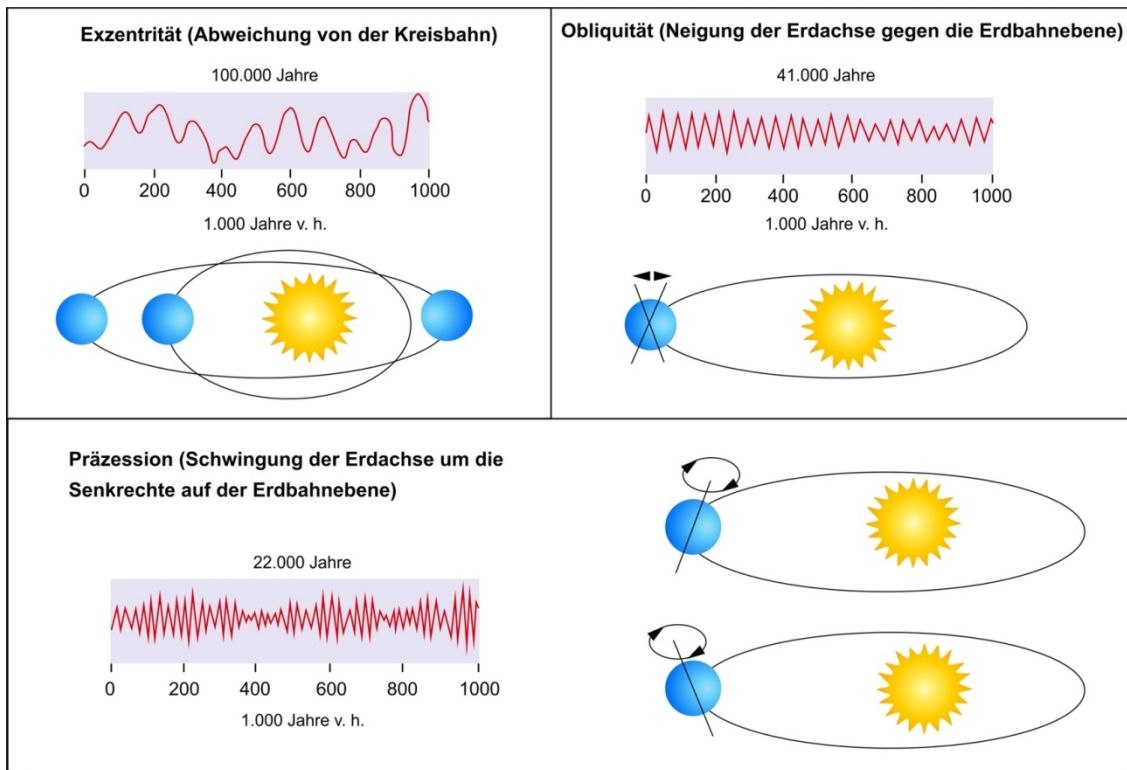 Exzentrität (Abweichung von der Kreisbahn)
100.000 Jahre
0 200 400 600 800 1000
1.000 Jahre v. h.
Obliquität (Neigung der Erdachse gegen die Erdbahnebene)
41.000 Jahre
0 200 400 600 800 1000
1.000 Jahre v. h.
Präzession (Schwingung der Erdachse um die
Senkrechte auf der Erdbahnebene)
22.000 Jahre
0 200 400 600 800 1000
1.000 Jahre v. h.